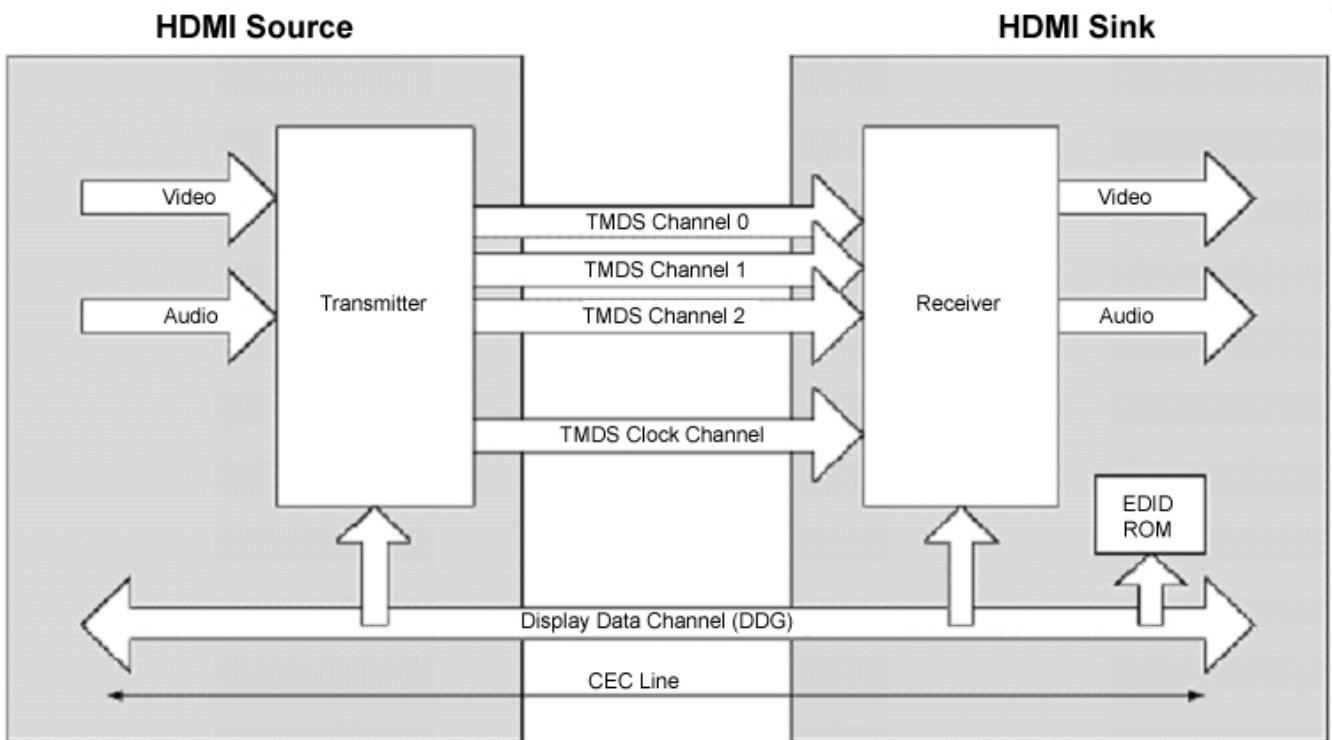 HDMI Source
HDMI Sink
Video
Audio
Transmitter
TMDS Channel 0
TMDS Channel 1
TMDS Channel 2
TMDS Clock Channel
Receiver
Video
Audio
EDID
ROM
Display Data Channel (DDG)
CEC Line